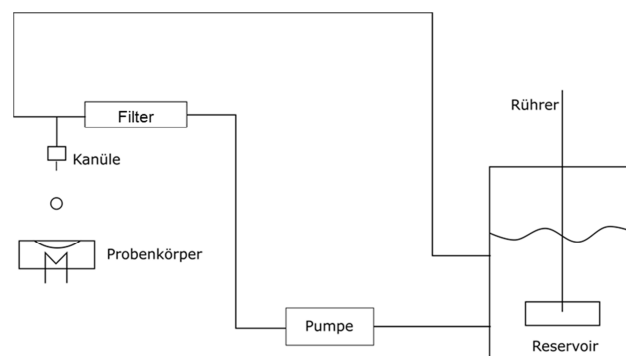 Rührer
Filter
Kanüle
Probenkörper
Pumpe
Reservoir